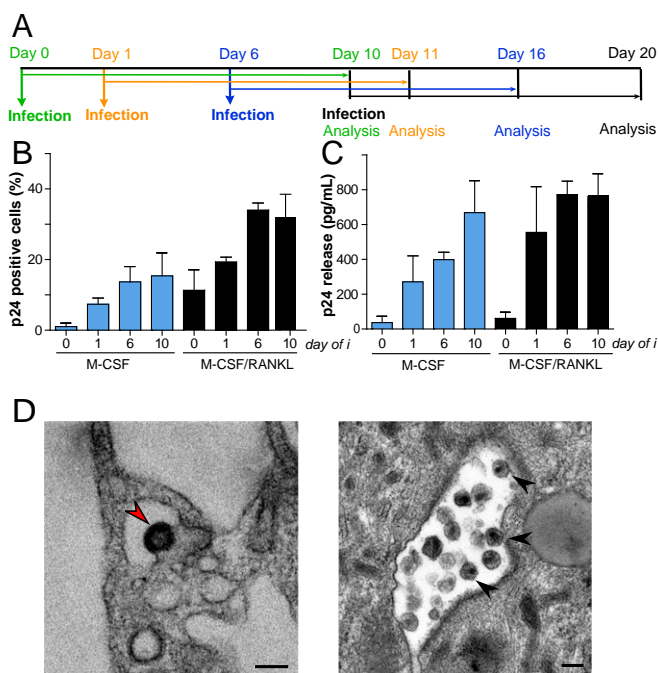 A
Day 0 Day 1 Day 6 Day 10 Day 11 Day 16 Day 20
Infection Infection Infection Infection
Analysis Analysis Analysis Analysis
B
p24 positive cells (%)
40
20
0
0 1 6 10 0 1 6 10 day of i
M-CSF M-CSF/RANKL
C
p24 release (pg/mL)
800
600
400
200
0
0 1 6 10 0 1 6 10 day of i
M-CSF M-CSF/RANKL
D